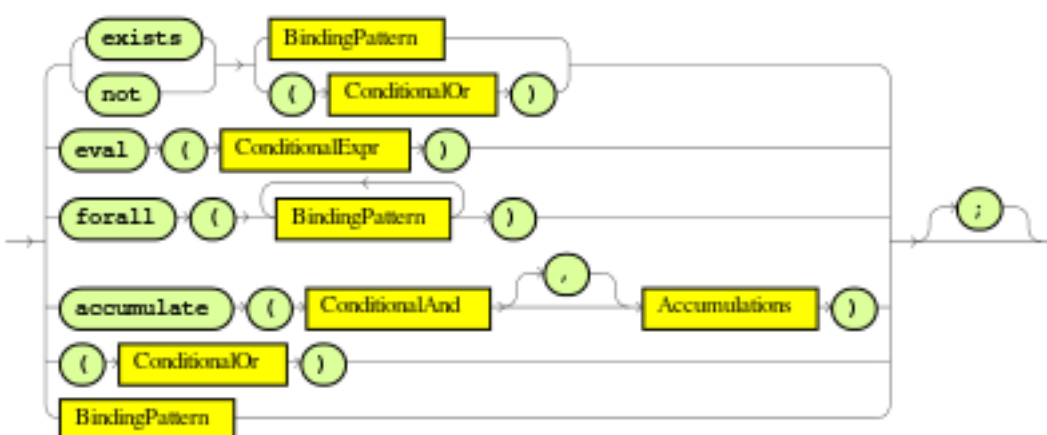 exists BindingPattern
not ( ConditionalOr )
eval ( ConditionalExpr )
forall ( BindingPattern )
;
accumulate ( ConditionalAnd , Accumulations )
( ConditionalOr )
BindingPattern